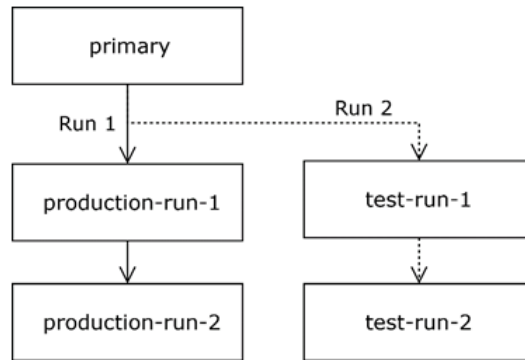 primary
Run 1
Run 2
production-run-1
test-run-1
production-run-2
test-run-2